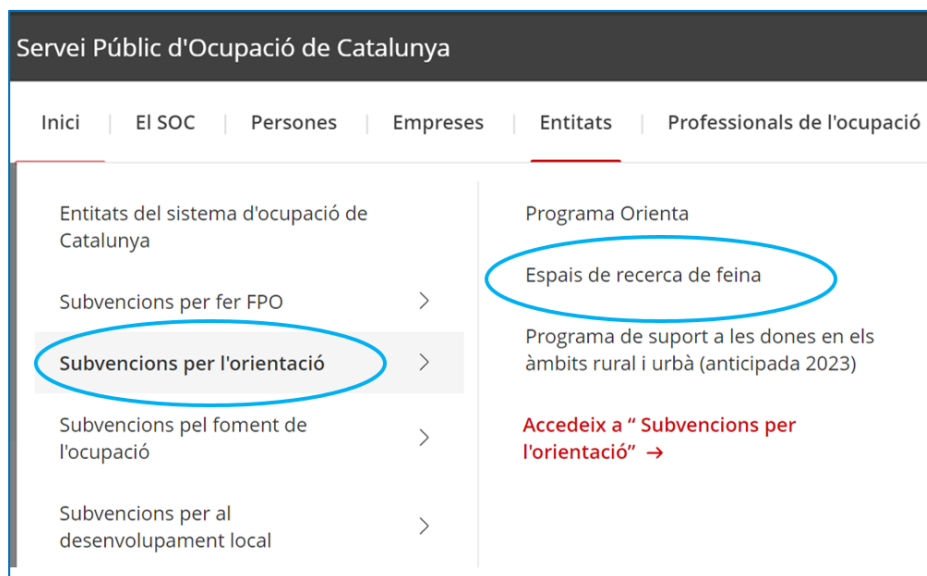 Servei Públic d'Ocupació de Catalunya
Inici | El SOC | Persones | Empreses | Entitats | Professionals de l'ocupació
Entitats del sistema d'ocupació de
Catalunya
Subvencions per fer FPO
Subvencions per l'orientació
Subvencions pel foment de
l'ocupació
Subvencions per al
desenvolupament local
Programa Orienta
Espais de recerca de feina
Programa de suport a les dones en els
àmbits rural i urbà (anticipada 2023)
Accedeix a “ Subvencions per
l'orientació” →